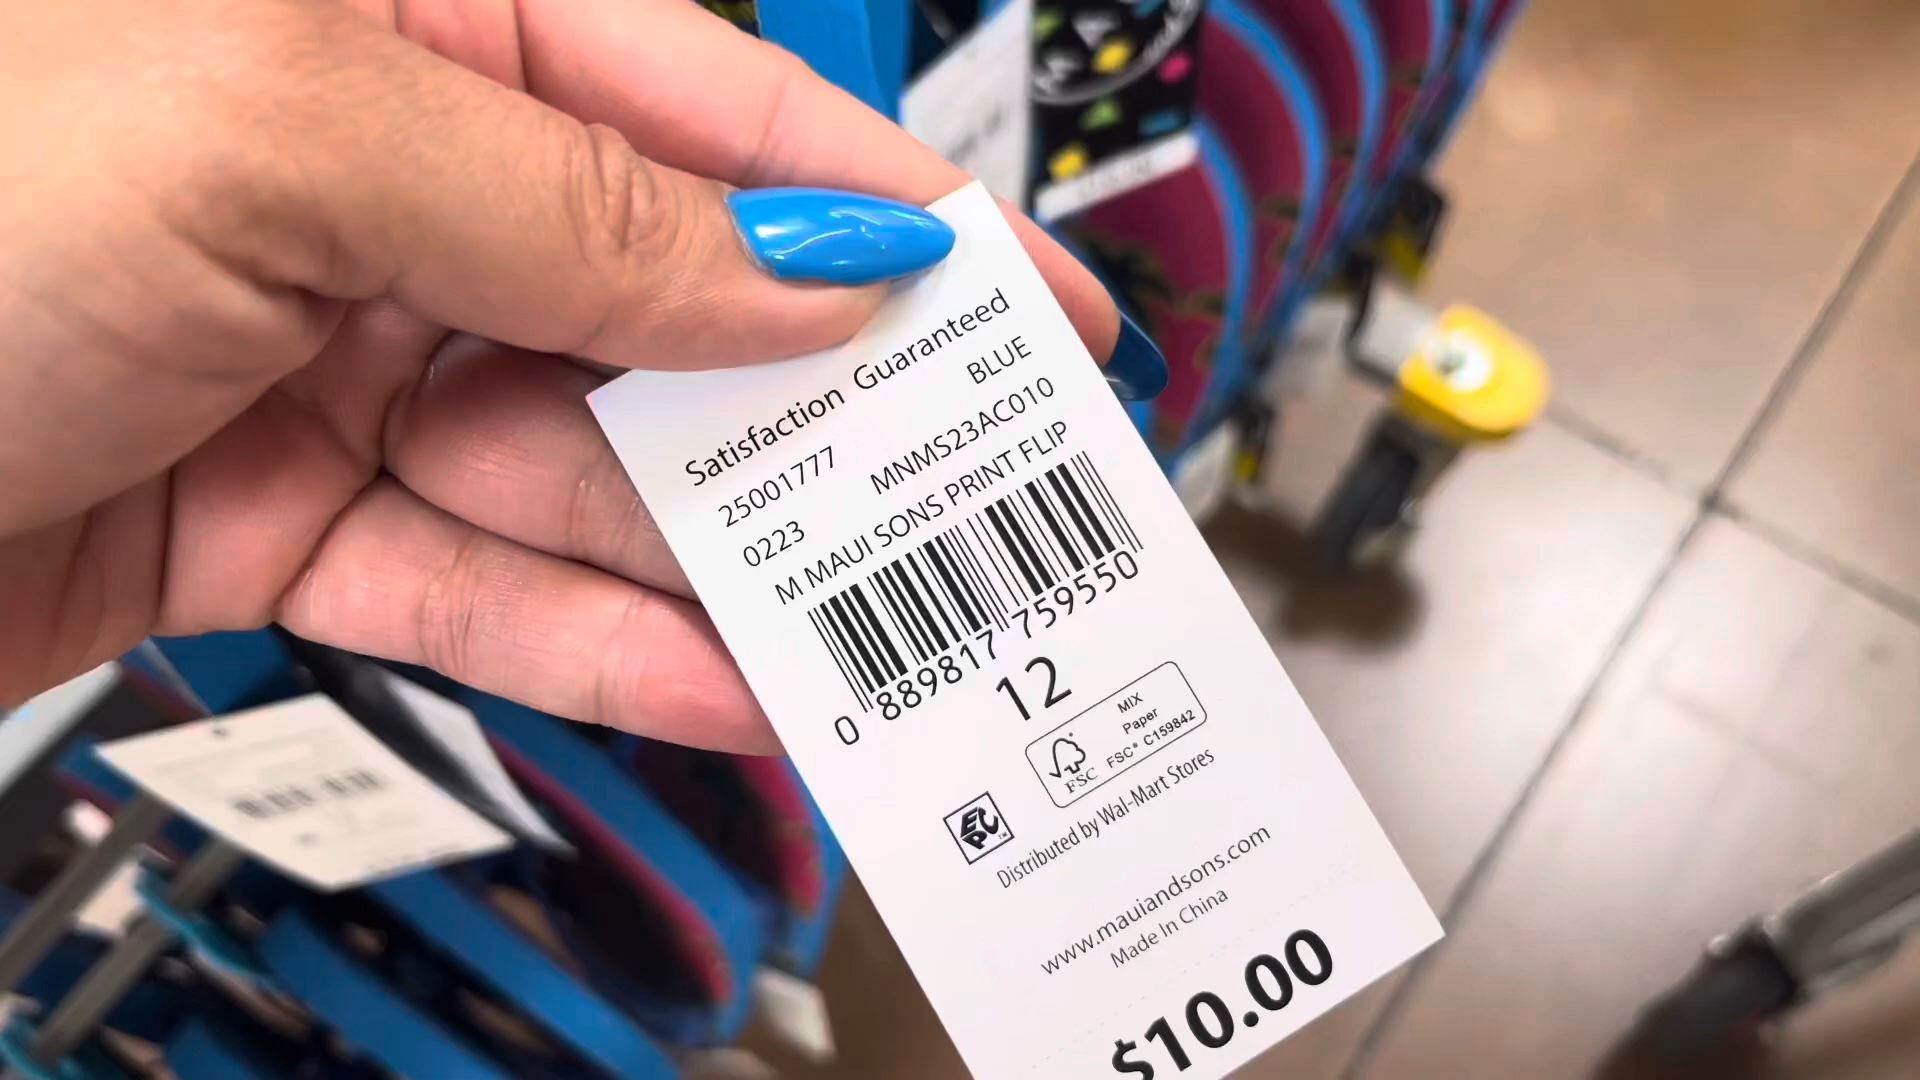 Satisfaction Guaranteed
25001777 BLUE
0223 MNMS23AC010
M MAUI SONS PRINT FLIP
0 889817 759550
12
MIX
Paper
FSC® C159842
FSC
EPC™
Distributed by Wal-Mart Stores
www.mauiandsons.com
Made In China
$10.00